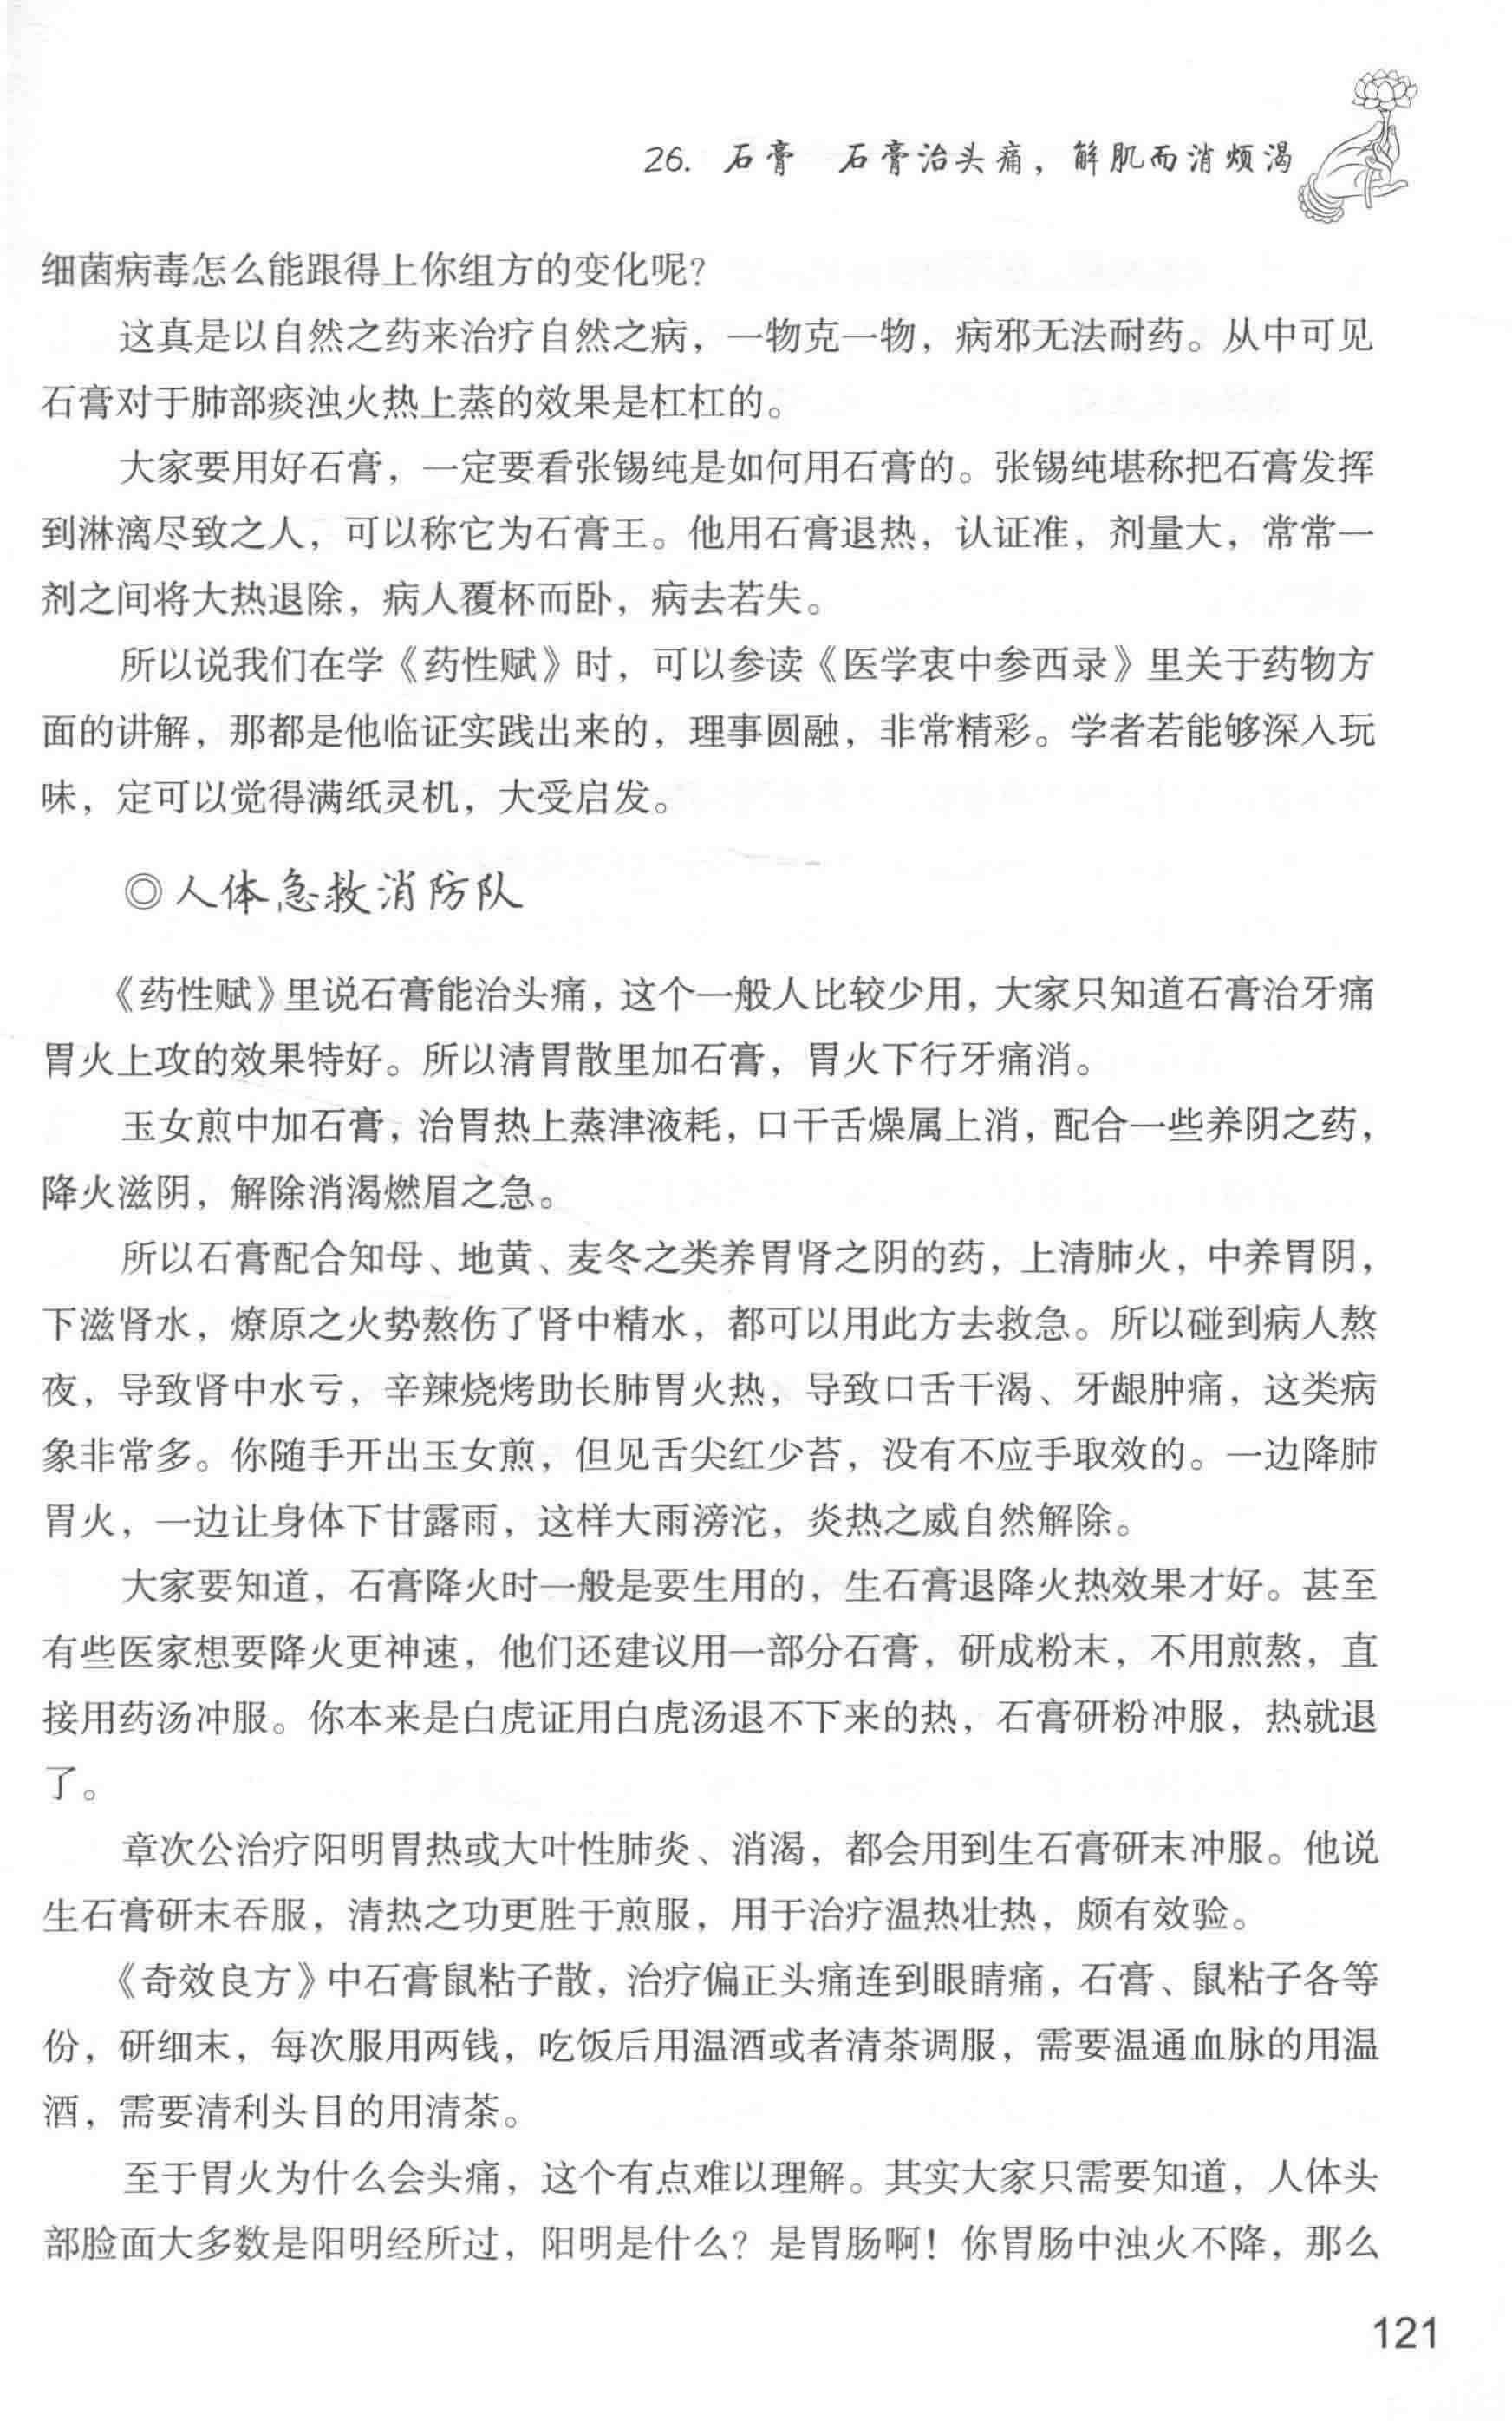 26. 石膏　石膏治头痛，解肌而消烦渴
细菌病毒怎么能跟得上你组方的变化呢？
这真是以自然之药来治疗自然之病，一物克一物，病邪无法耐药。从中可见
石膏对于肺部痰浊火热上蒸的效果是杠杠的。
大家要用好石膏，一定要看张锡纯是如何用石膏的。张锡纯堪称把石膏发挥
到淋漓尽致之人，可以称它为石膏王。他用石膏退热，认证准，剂量大，常常一
剂之间将大热退除，病人覆杯而卧，病去若失。
所以说我们在学《药性赋》时，可以参读《医学衷中参西录》里关于药物方
面的讲解，那都是他临证实践出来的，理事圆融，非常精彩。学者若能够深入玩
味，定可以觉得满纸灵机，大受启发。
◎人体急救消防队
《药性赋》里说石膏能治头痛，这个一般人比较少用，大家只知道石膏治牙痛
胃火上攻的效果特好。所以清胃散里加石膏，胃火下行牙痛消。
玉女煎中加石膏，治胃热上蒸津液耗，口干舌燥属上消，配合一些养阴之药，
降火滋阴，解除消渴燃眉之急。
所以石膏配合知母、地黄、麦冬之类养胃肾之阴的药，上清肺火，中养胃阴，
下滋肾水，燎原之火势熬伤了肾中精水，都可以用此方去救急。所以碰到病人熬
夜，导致肾中水亏，辛辣烧烤助长肺胃火热，导致口舌干渴、牙龈肿痛，这类病
象非常多。你随手开出玉女煎，但见舌尖红少苔，没有不应手取效的。一边降肺
胃火，一边让身体下甘露雨，这样大雨滂沱，炎热之威自然解除。
大家要知道，石膏降火时一般是要生用的，生石膏退降火热效果才好。甚至
有些医家想要降火更神速，他们还建议用一部分石膏，研成粉末，不用煎熬，直
接用药汤冲服。你本来是白虎证用白虎汤退不下来的热，石膏研粉冲服，热就退
了。
章次公治疗阳明胃热或大叶性肺炎、消渴，都会用到生石膏研末冲服。他说
生石膏研末吞服，清热之功更胜于煎服，用于治疗温热壮热，颇有效验。
《奇效良方》中石膏鼠粘子散，治疗偏正头痛连到眼睛痛，石膏、鼠粘子各等
份，研细末，每次服用两钱，吃饭后用温酒或者清茶调服，需要温通血脉的用温
酒，需要清利头目的用清茶。
至于胃火为什么会头痛，这个有点难以理解。其实大家只需要知道，人体头
部脸面大多数是阳明经所过，阳明是什么？是胃肠啊！你胃肠中浊火不降，那么
121